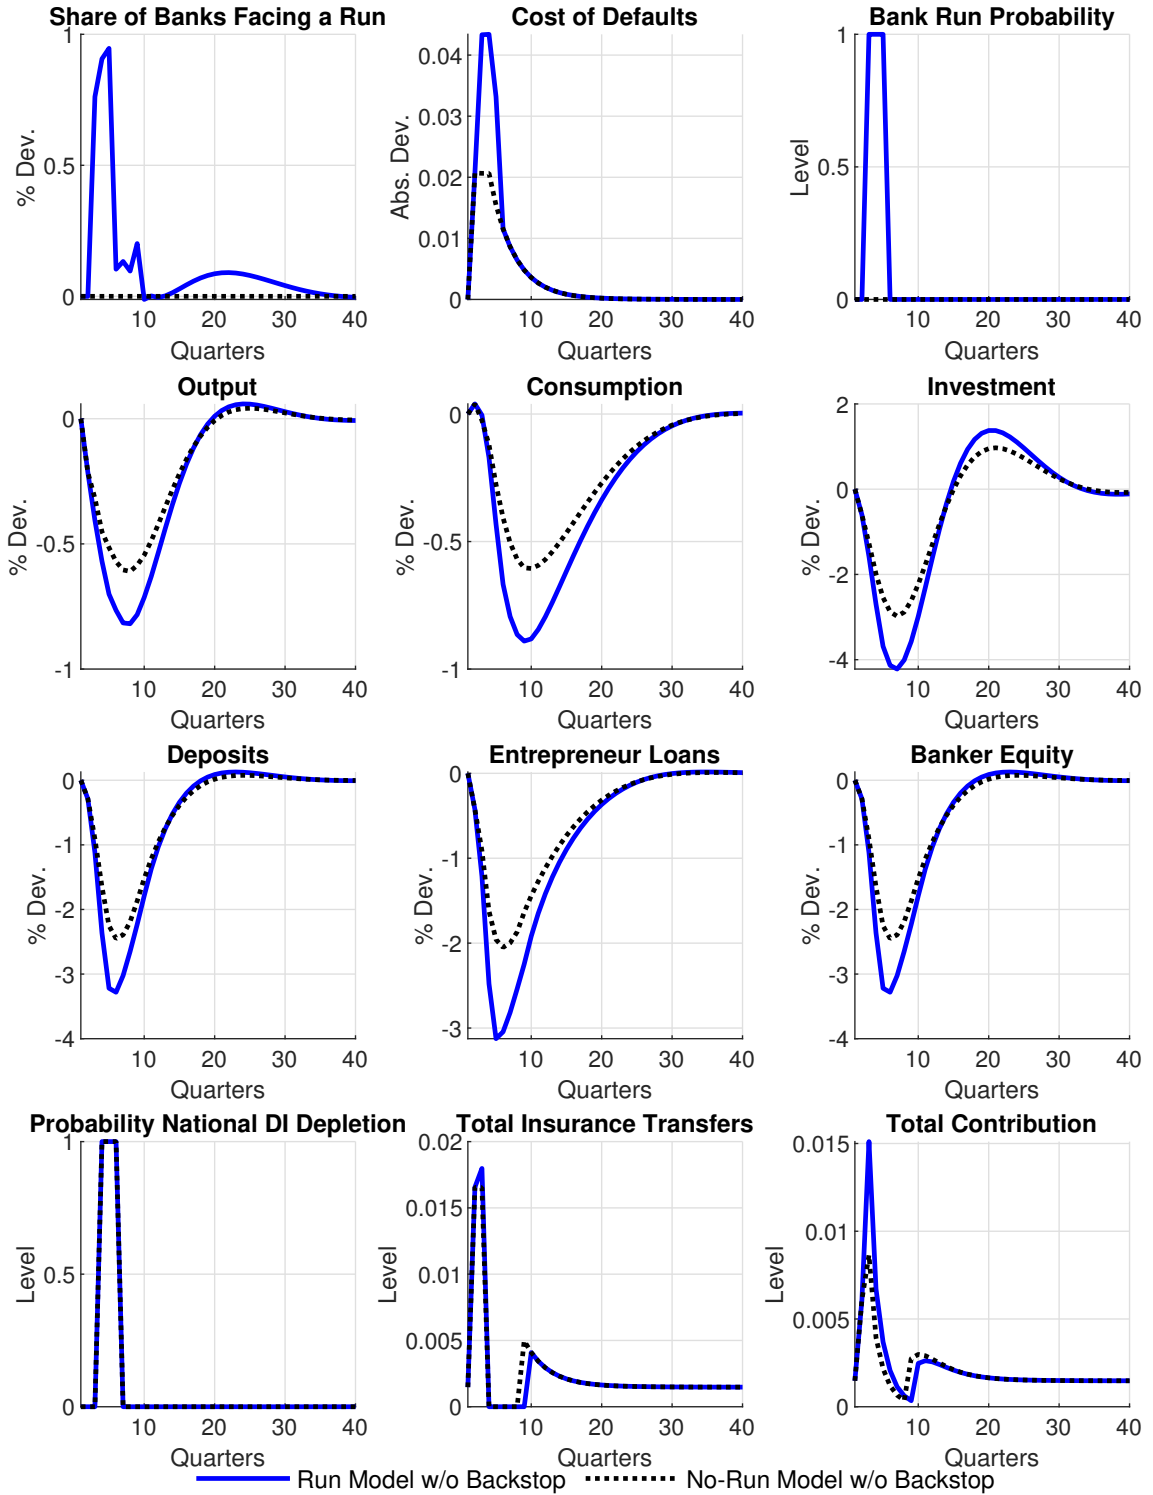 Share of Banks Facing a Run
Cost of Defaults
Bank Run Probability
% Dev.
1
0.5
0
10 20 30 40
Quarters
Abs. Dev.
0.04
0.03
0.02
0.01
0
10 20 30 40
Quarters
Level
1
0.5
0
10 20 30 40
Quarters
Output
Consumption
Investment
% Dev.
0
-0.5
-1
10 20 30 40
Quarters
% Dev.
0
-0.5
-1
10 20 30 40
Quarters
% Dev.
2
0
-2
-4
10 20 30 40
Quarters
Deposits
Entrepreneur Loans
Banker Equity
% Dev.
0
-1
-2
-3
-4
10 20 30 40
Quarters
% Dev.
0
-1
-2
-3
10 20 30 40
Quarters
% Dev.
0
-1
-2
-3
-4
10 20 30 40
Quarters
Probability National DI Depletion
Total Insurance Transfers
Total Contribution
Level
1
0.5
0
10 20 30 40
Quarters
Level
0.02
0.015
0.01
0.005
0
10 20 30 40
Quarters
Level
0.015
0.01
0.005
0
10 20 30 40
Quarters
Run Model w/o Backstop
No-Run Model w/o Backstop